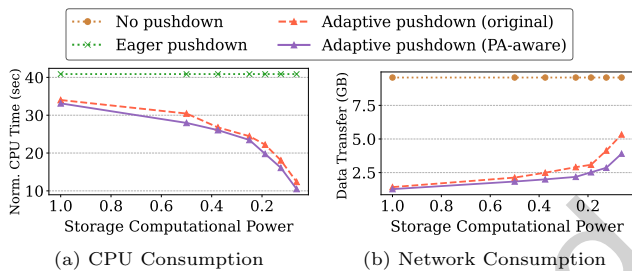 No pushdown
Eager pushdown
Adaptive pushdown (original)
Adaptive pushdown (PA-aware)
Norm. CPU Time (sec)
40
30
20
10
1.0 0.8 0.6 0.4 0.2
Storage Computational Power
(a) CPU Consumption
Data Transfer (GB)
7.5
5.0
2.5
1.0 0.8 0.6 0.4 0.2
Storage Computational Power
(b) Network Consumption